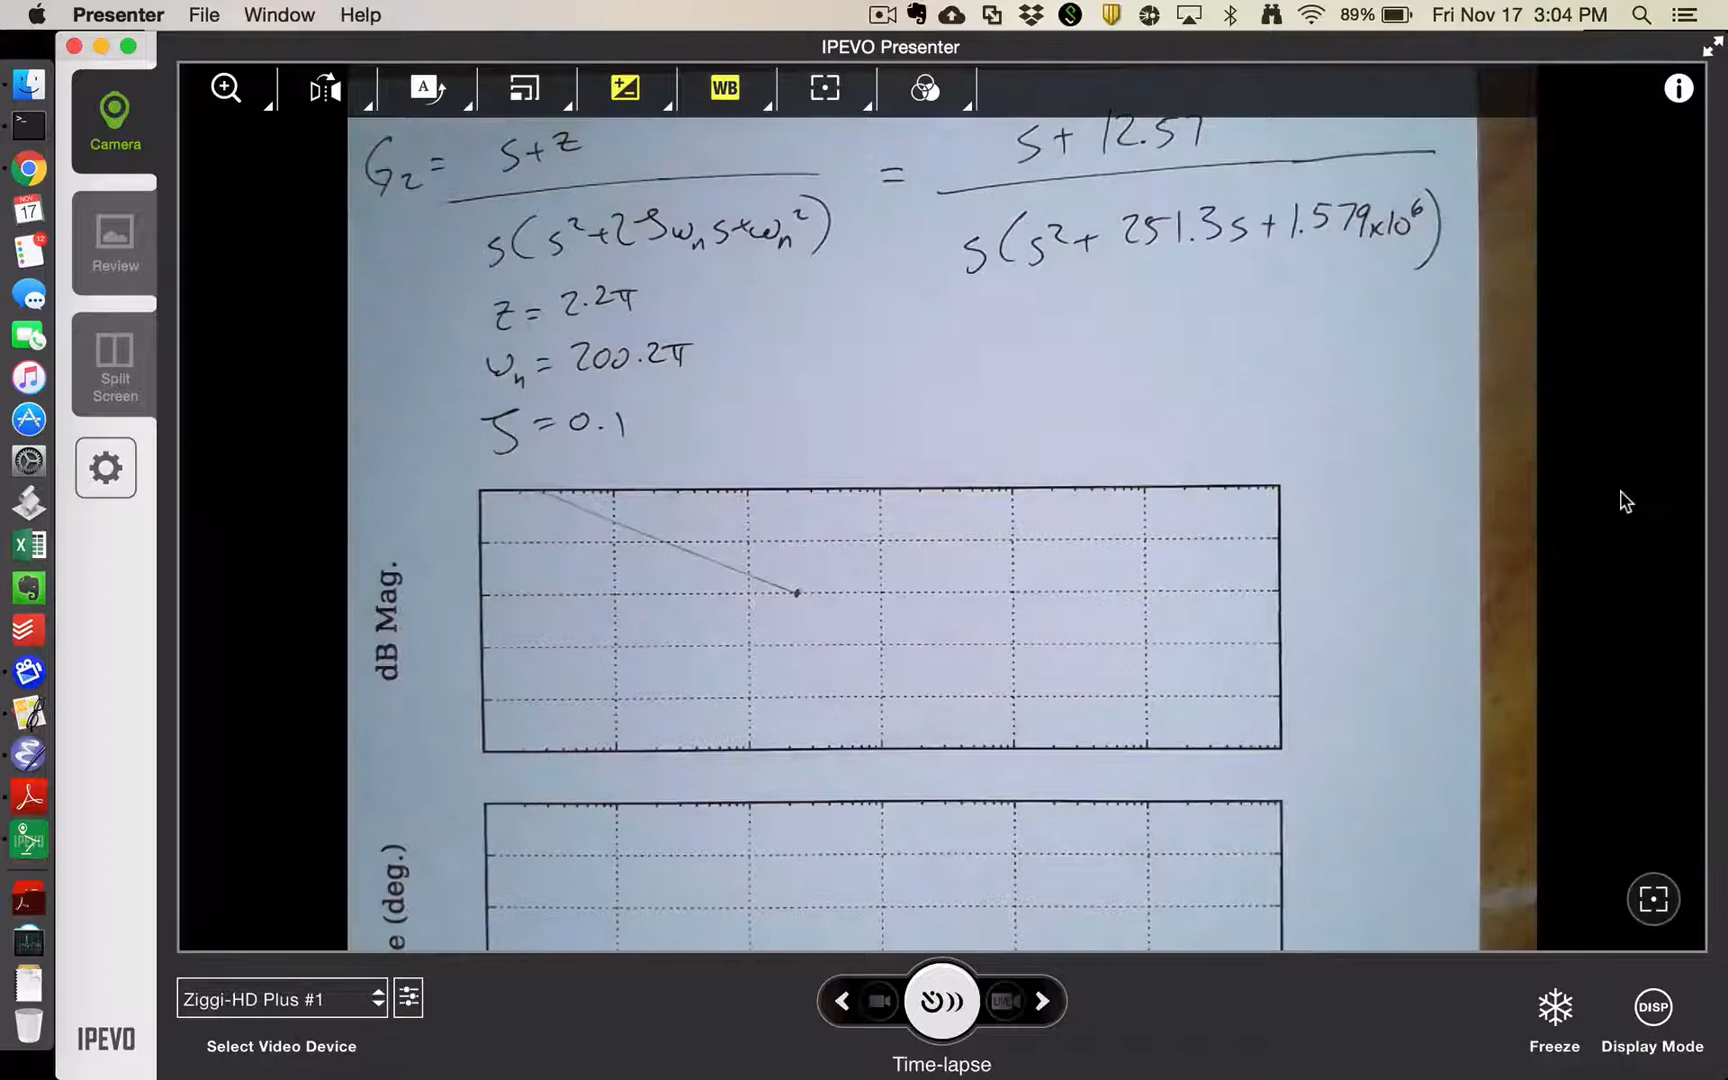 Presenter File Window Help 89% Fri Nov 17 3:04 PM
IPEVO Presenter
Camera
Review
Split
Screen
WB
G₂ = s+z / s(s²+2ζωₙs+ωₙ²) = s+12.57 / s(s²+251.3s+1.579x10⁶)
z = 2·2π
ωₙ = 200·2π
ζ = 0.1
dB Mag.
e (deg.)
IPEVO
Ziggi-HD Plus #1
Select Video Device
LIVE
Time-lapse
Freeze
DISP
Display Mode